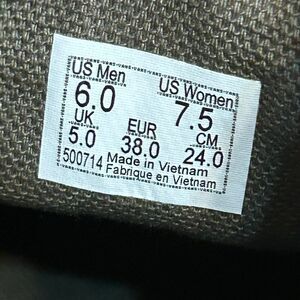 US Men US Women
6.0 7.5
UK EUR CM
5.0 38.0 24.0
500714 Made in Vietnam
Fabrique en Vietnam